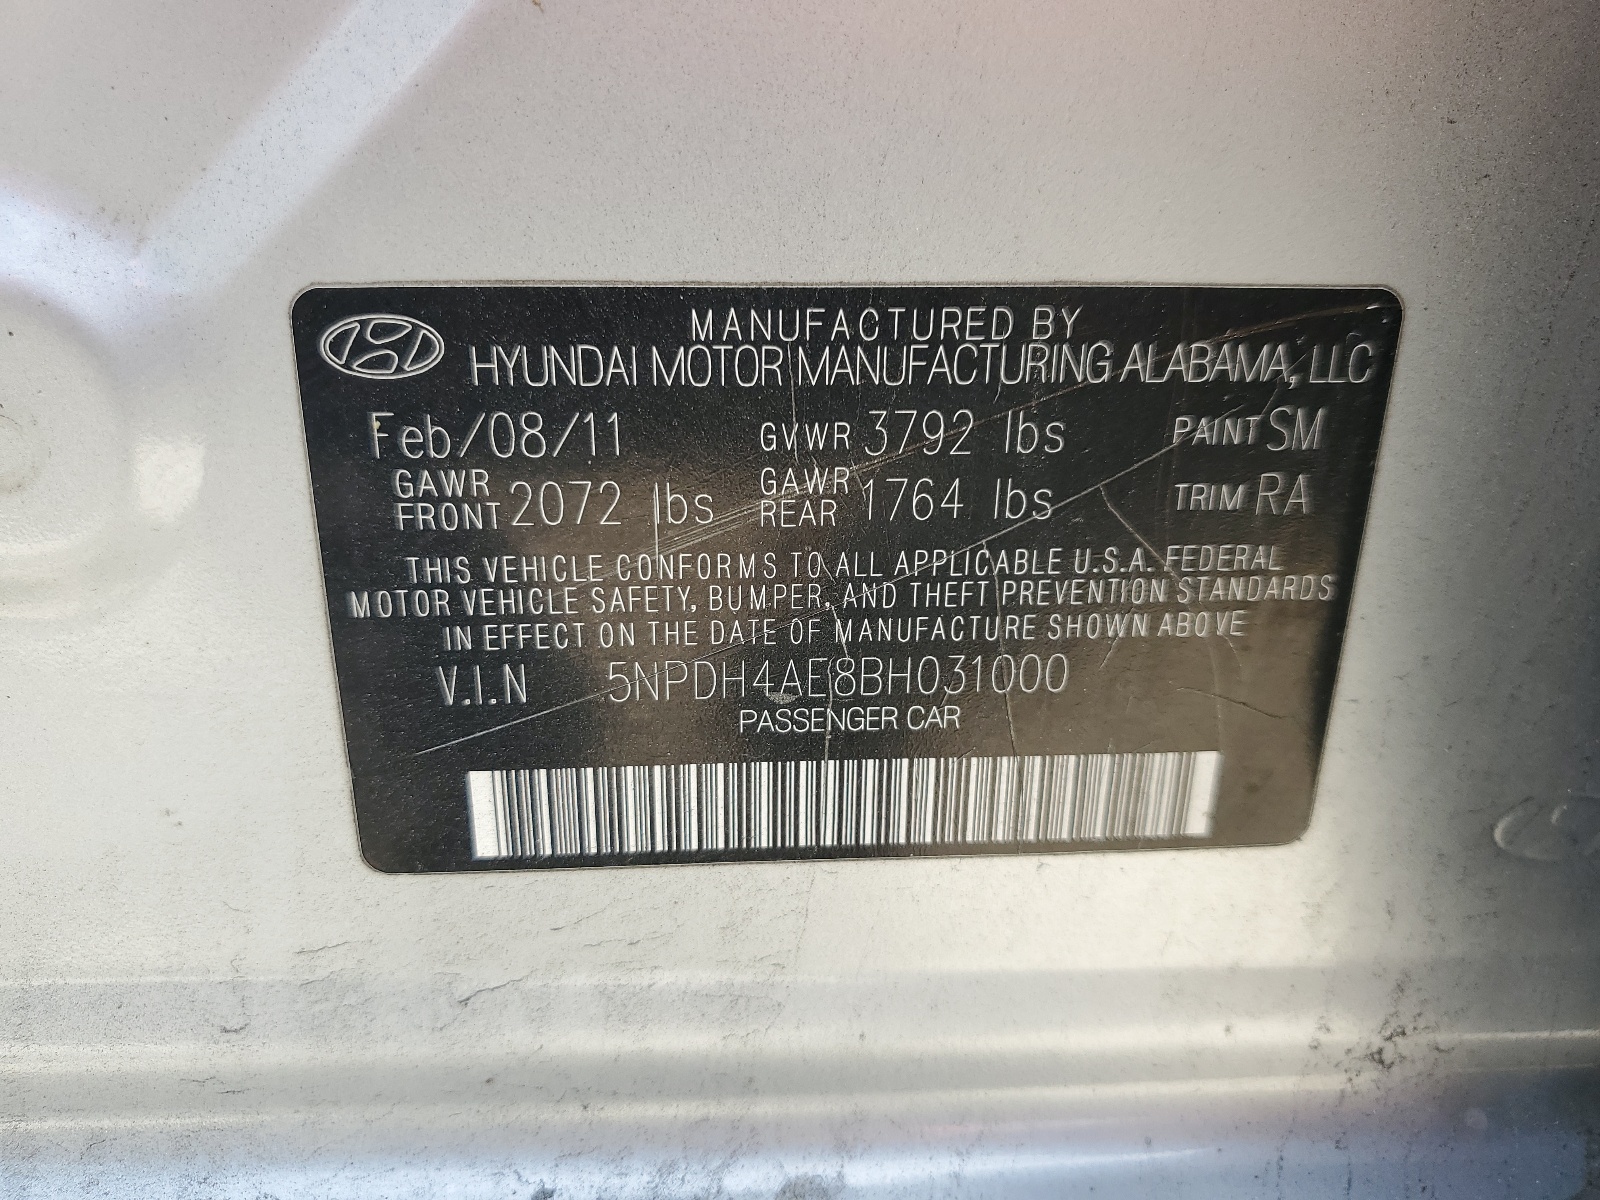 MANUFACTURED BY
HYUNDAI MOTOR MANUFACTURING ALABAMA, LLC
Feb/08/11 GVWR 3792 lbs PAINT SM
GAWR FRONT 2072 lbs GAWR REAR 1764 lbs TRIM RA
THIS VEHICLE CONFORMS TO ALL APPLICABLE U.S.A. FEDERAL
MOTOR VEHICLE SAFETY, BUMPER, AND THEFT PREVENTION STANDARDS
IN EFFECT ON THE DATE OF MANUFACTURE SHOWN ABOVE
V.I.N 5NPDH4AE8BH031000
PASSENGER CAR